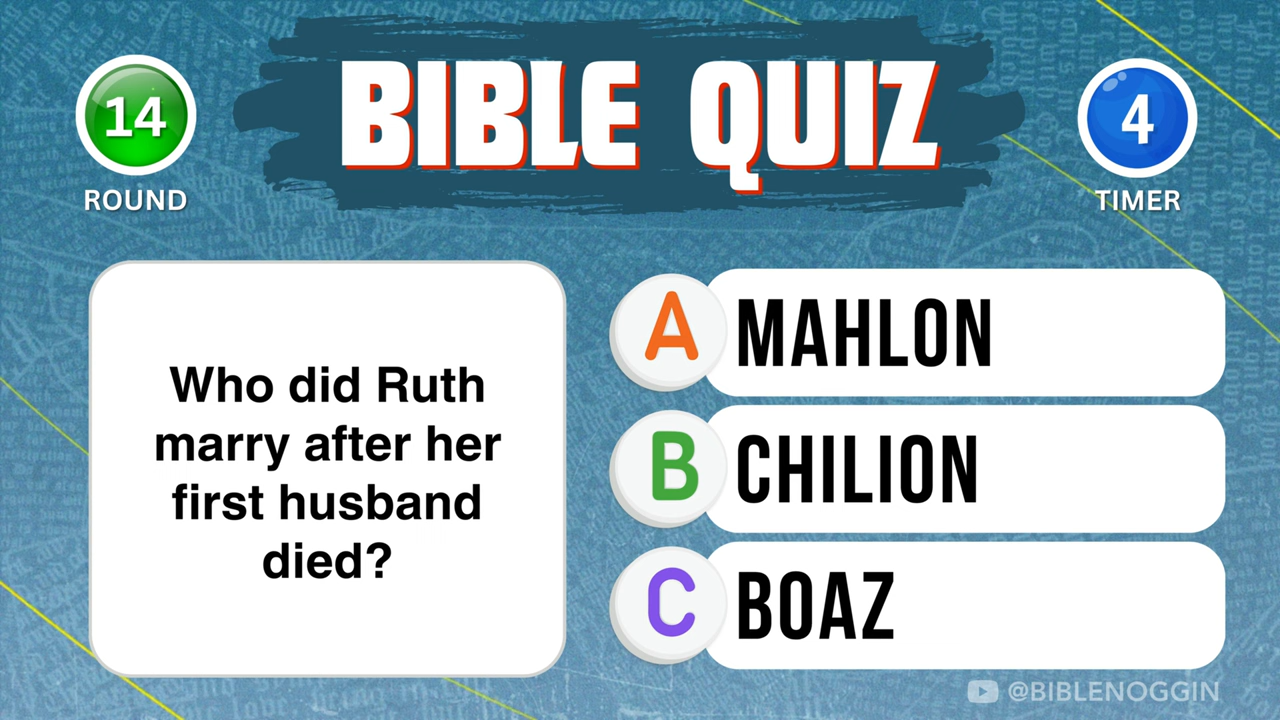 BIBLE QUIZ
14
ROUND
4
TIMER
Who did Ruth
marry after her
first husband
died?
A MAHLON
B CHILION
C BOAZ
@BIBLENOGGIN